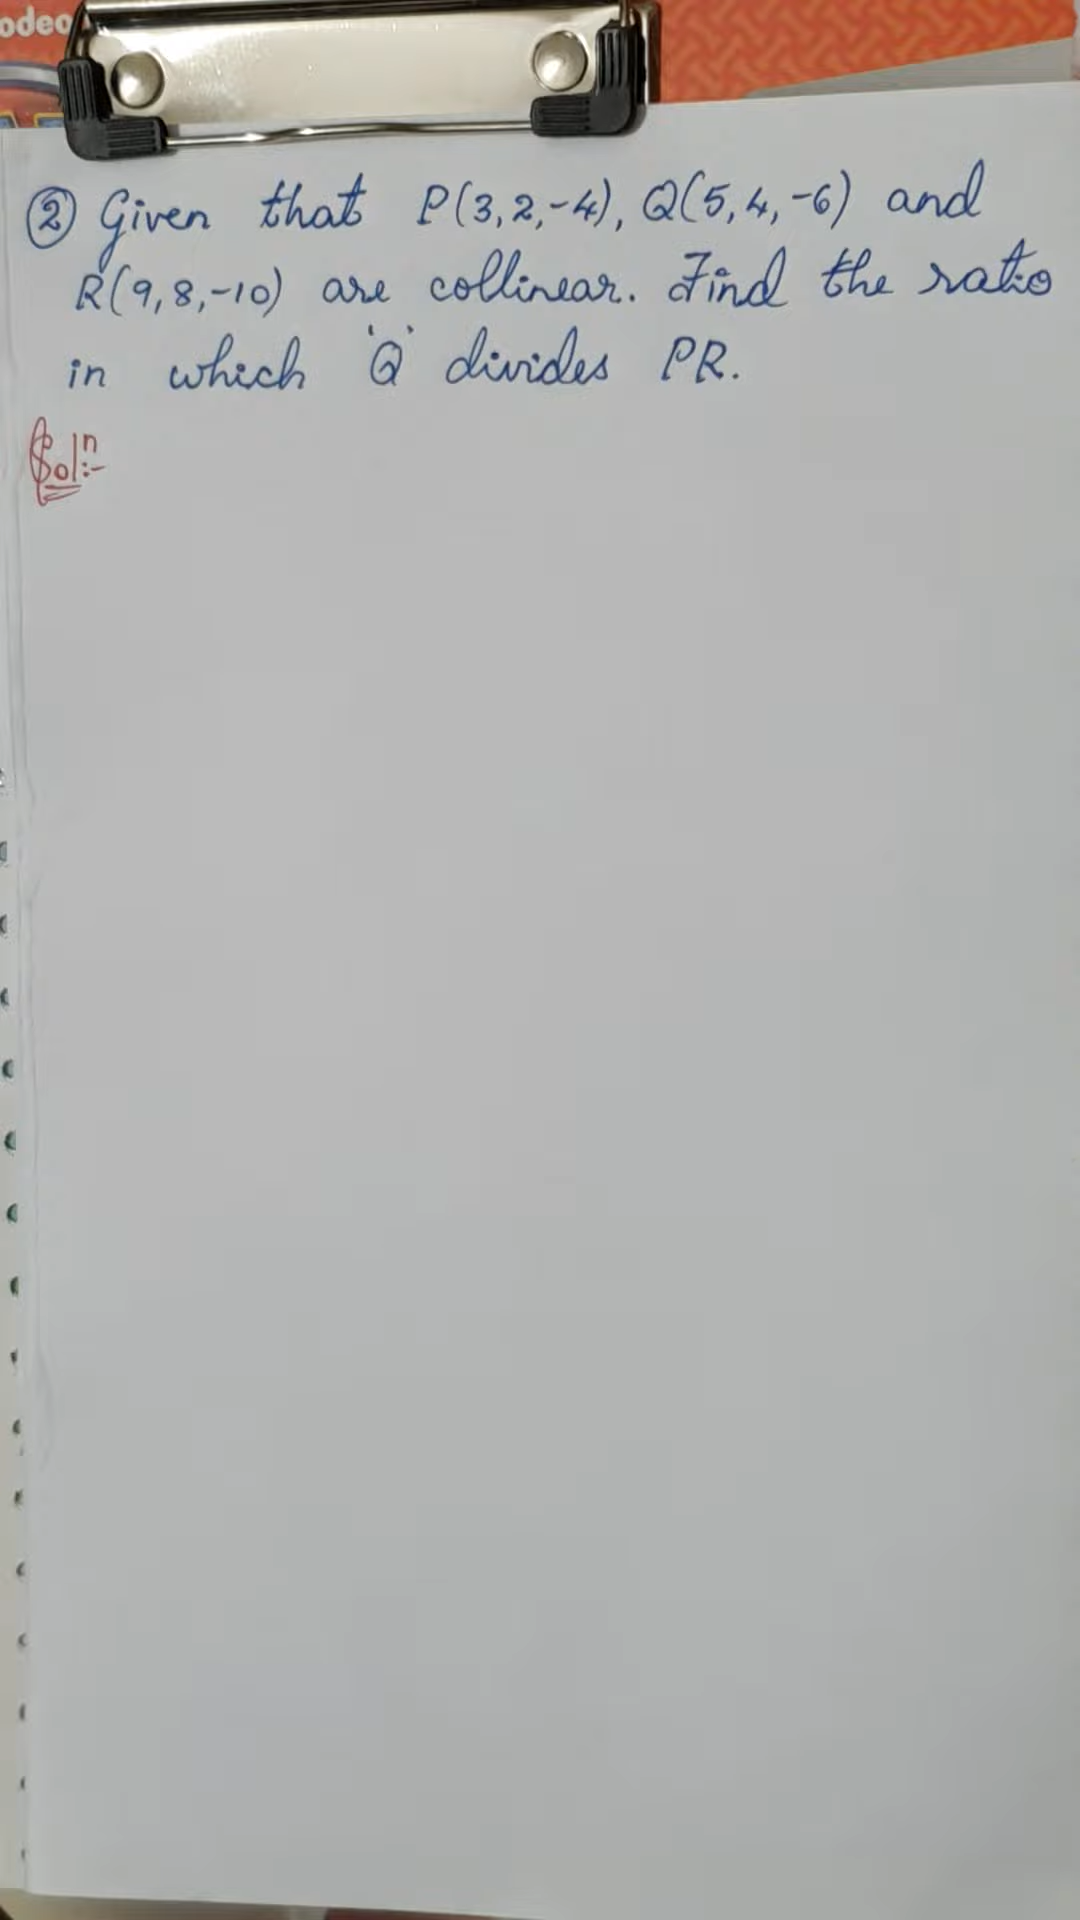 odeo
② Given that P(3,2,-4), Q(5,4,-6) and
R(9,8,-10) are collinear. Find the ratio
in which 'Q' divides PR.
Solⁿ:-